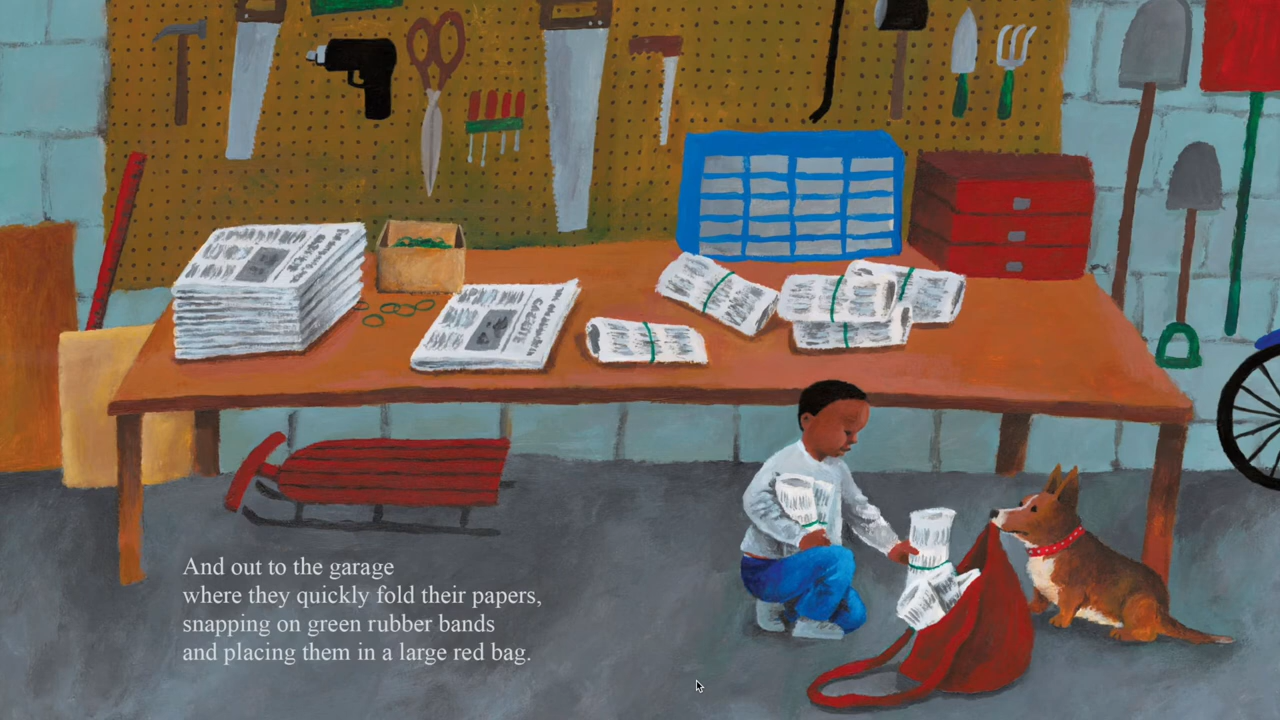 And out to the garage
where they quickly fold their papers,
snapping on green rubber bands
and placing them in a large red bag.